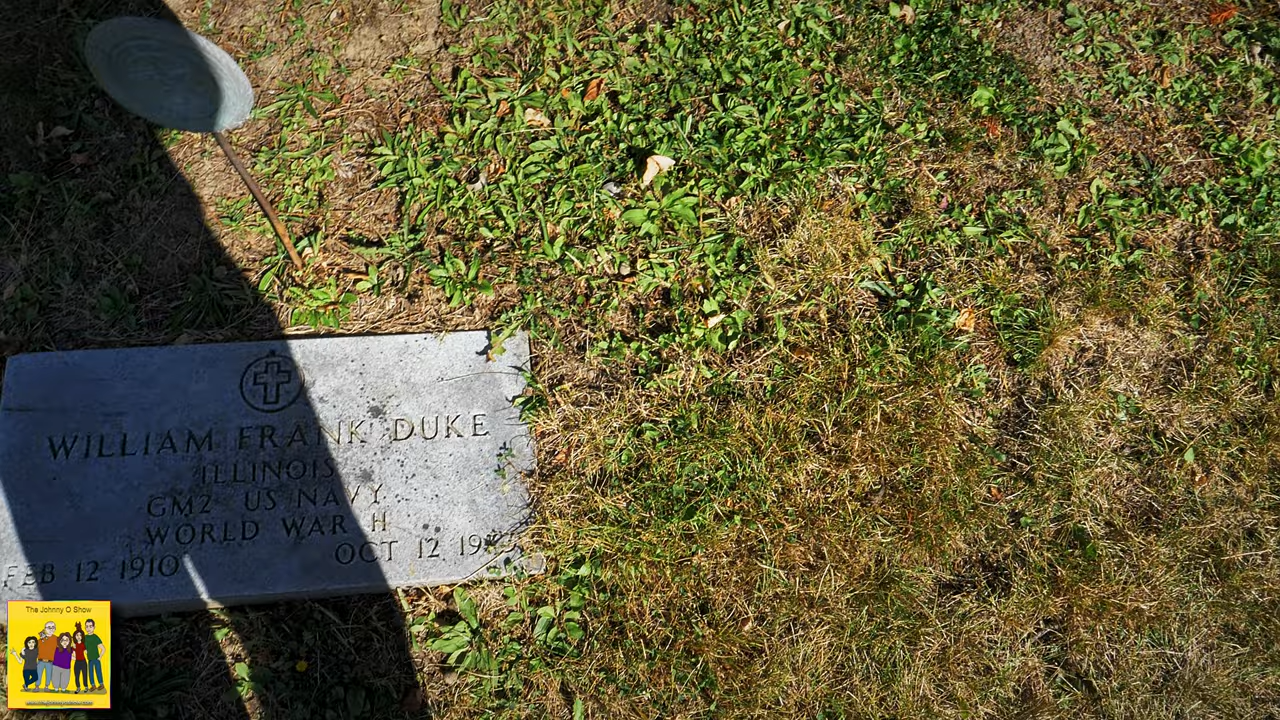 WILLIAM FRANK DUKE
ILLINOIS
GM2 US NAVY
WORLD WAR II
FEB 12 1910 OCT 12
The Johnny O Show